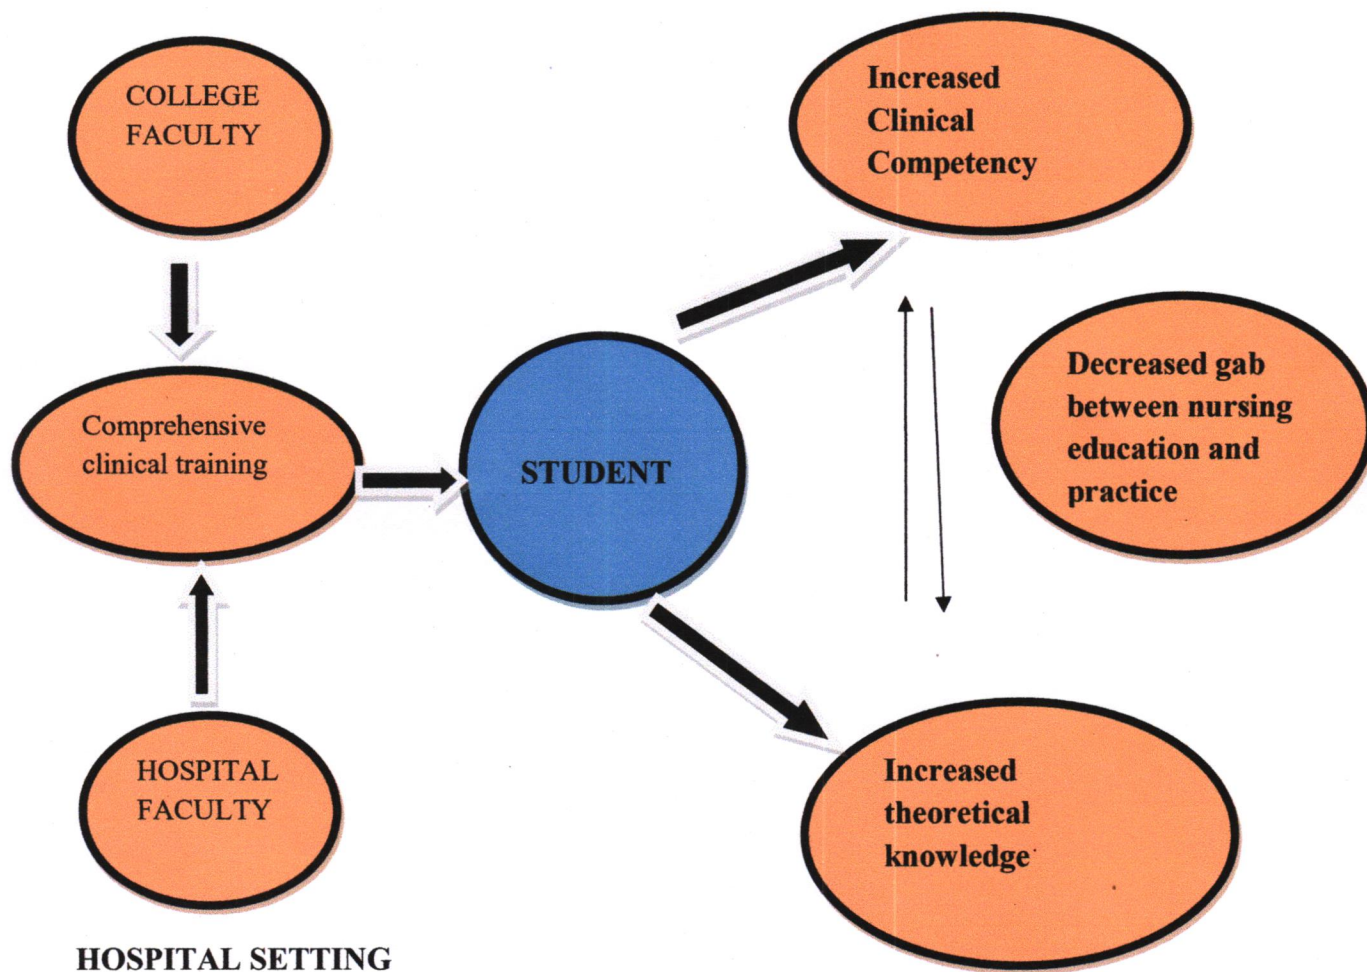 COLLEGE
FACULTY
Increased
Clinical
Competency
Decreased gab
between nursing
education and
practice
Comprehensive
clinical training
STUDENT
HOSPITAL
FACULTY
Increased
theoretical
knowledge
HOSPITAL SETTING